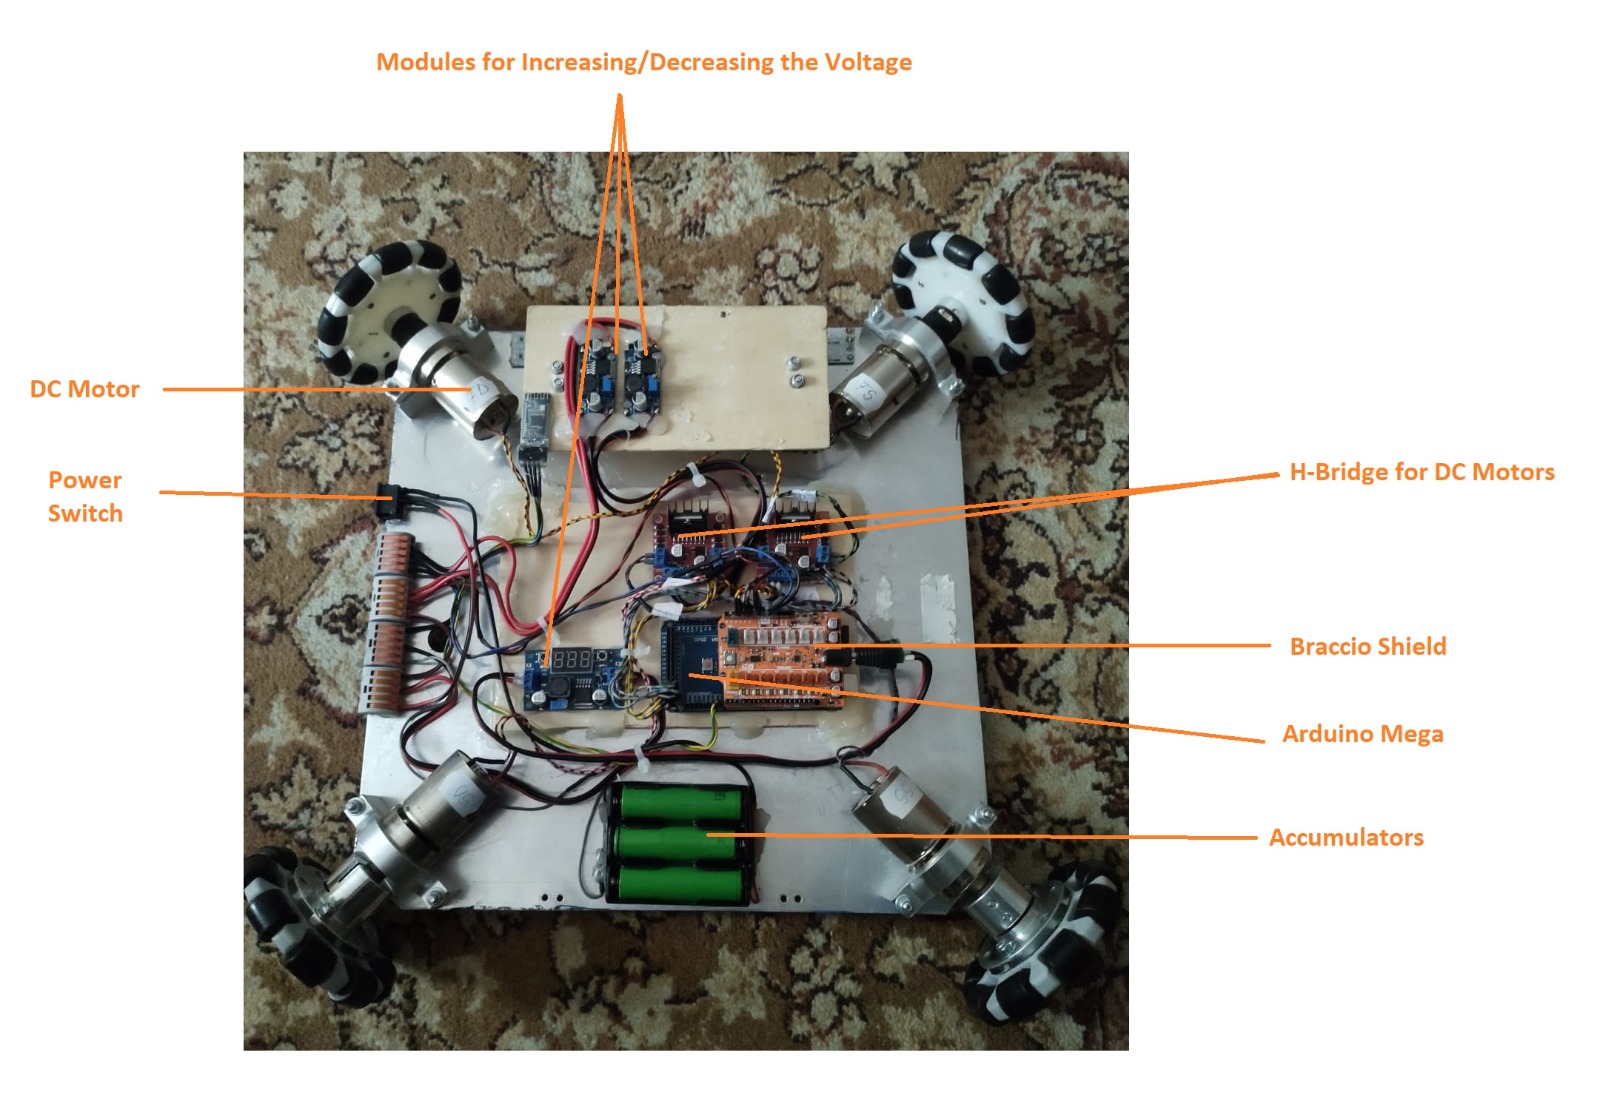 Modules for Increasing/Decreasing the Voltage
DC Motor
Power
Switch
H-Bridge for DC Motors
Braccio Shield
Arduino Mega
Accumulators